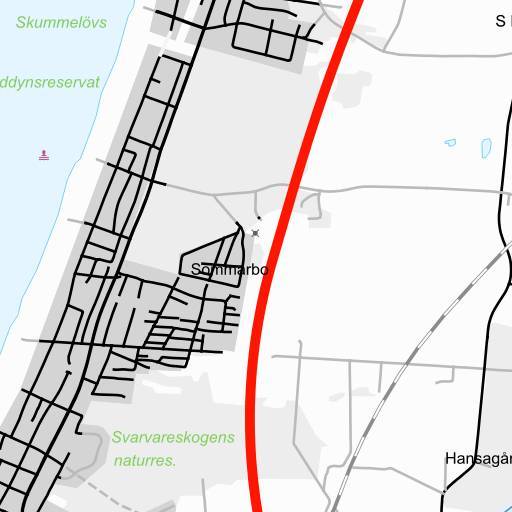 Skummelövs
S
ddynsreservat
Sommarbo
Svarvareskogens
naturres.
Hansagår